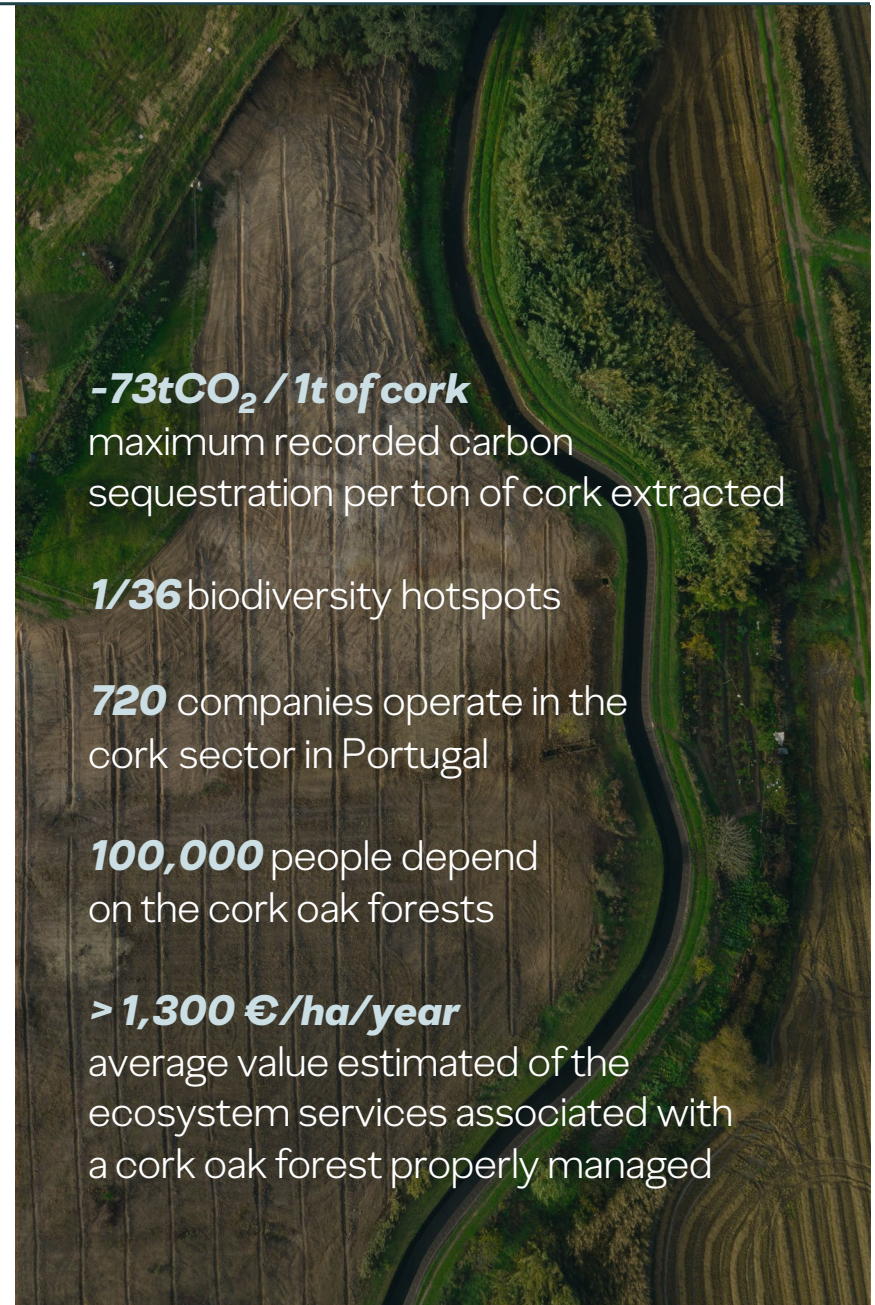 -73tCO₂ / 1t of cork
maximum recorded carbon
sequestration per ton of cork extracted
1/36 biodiversity hotspots
720 companies operate in the
cork sector in Portugal
100,000 people depend
on the cork oak forests
> 1,300 €/ha/year
average value estimated of the
ecosystem services associated with
a cork oak forest properly managed